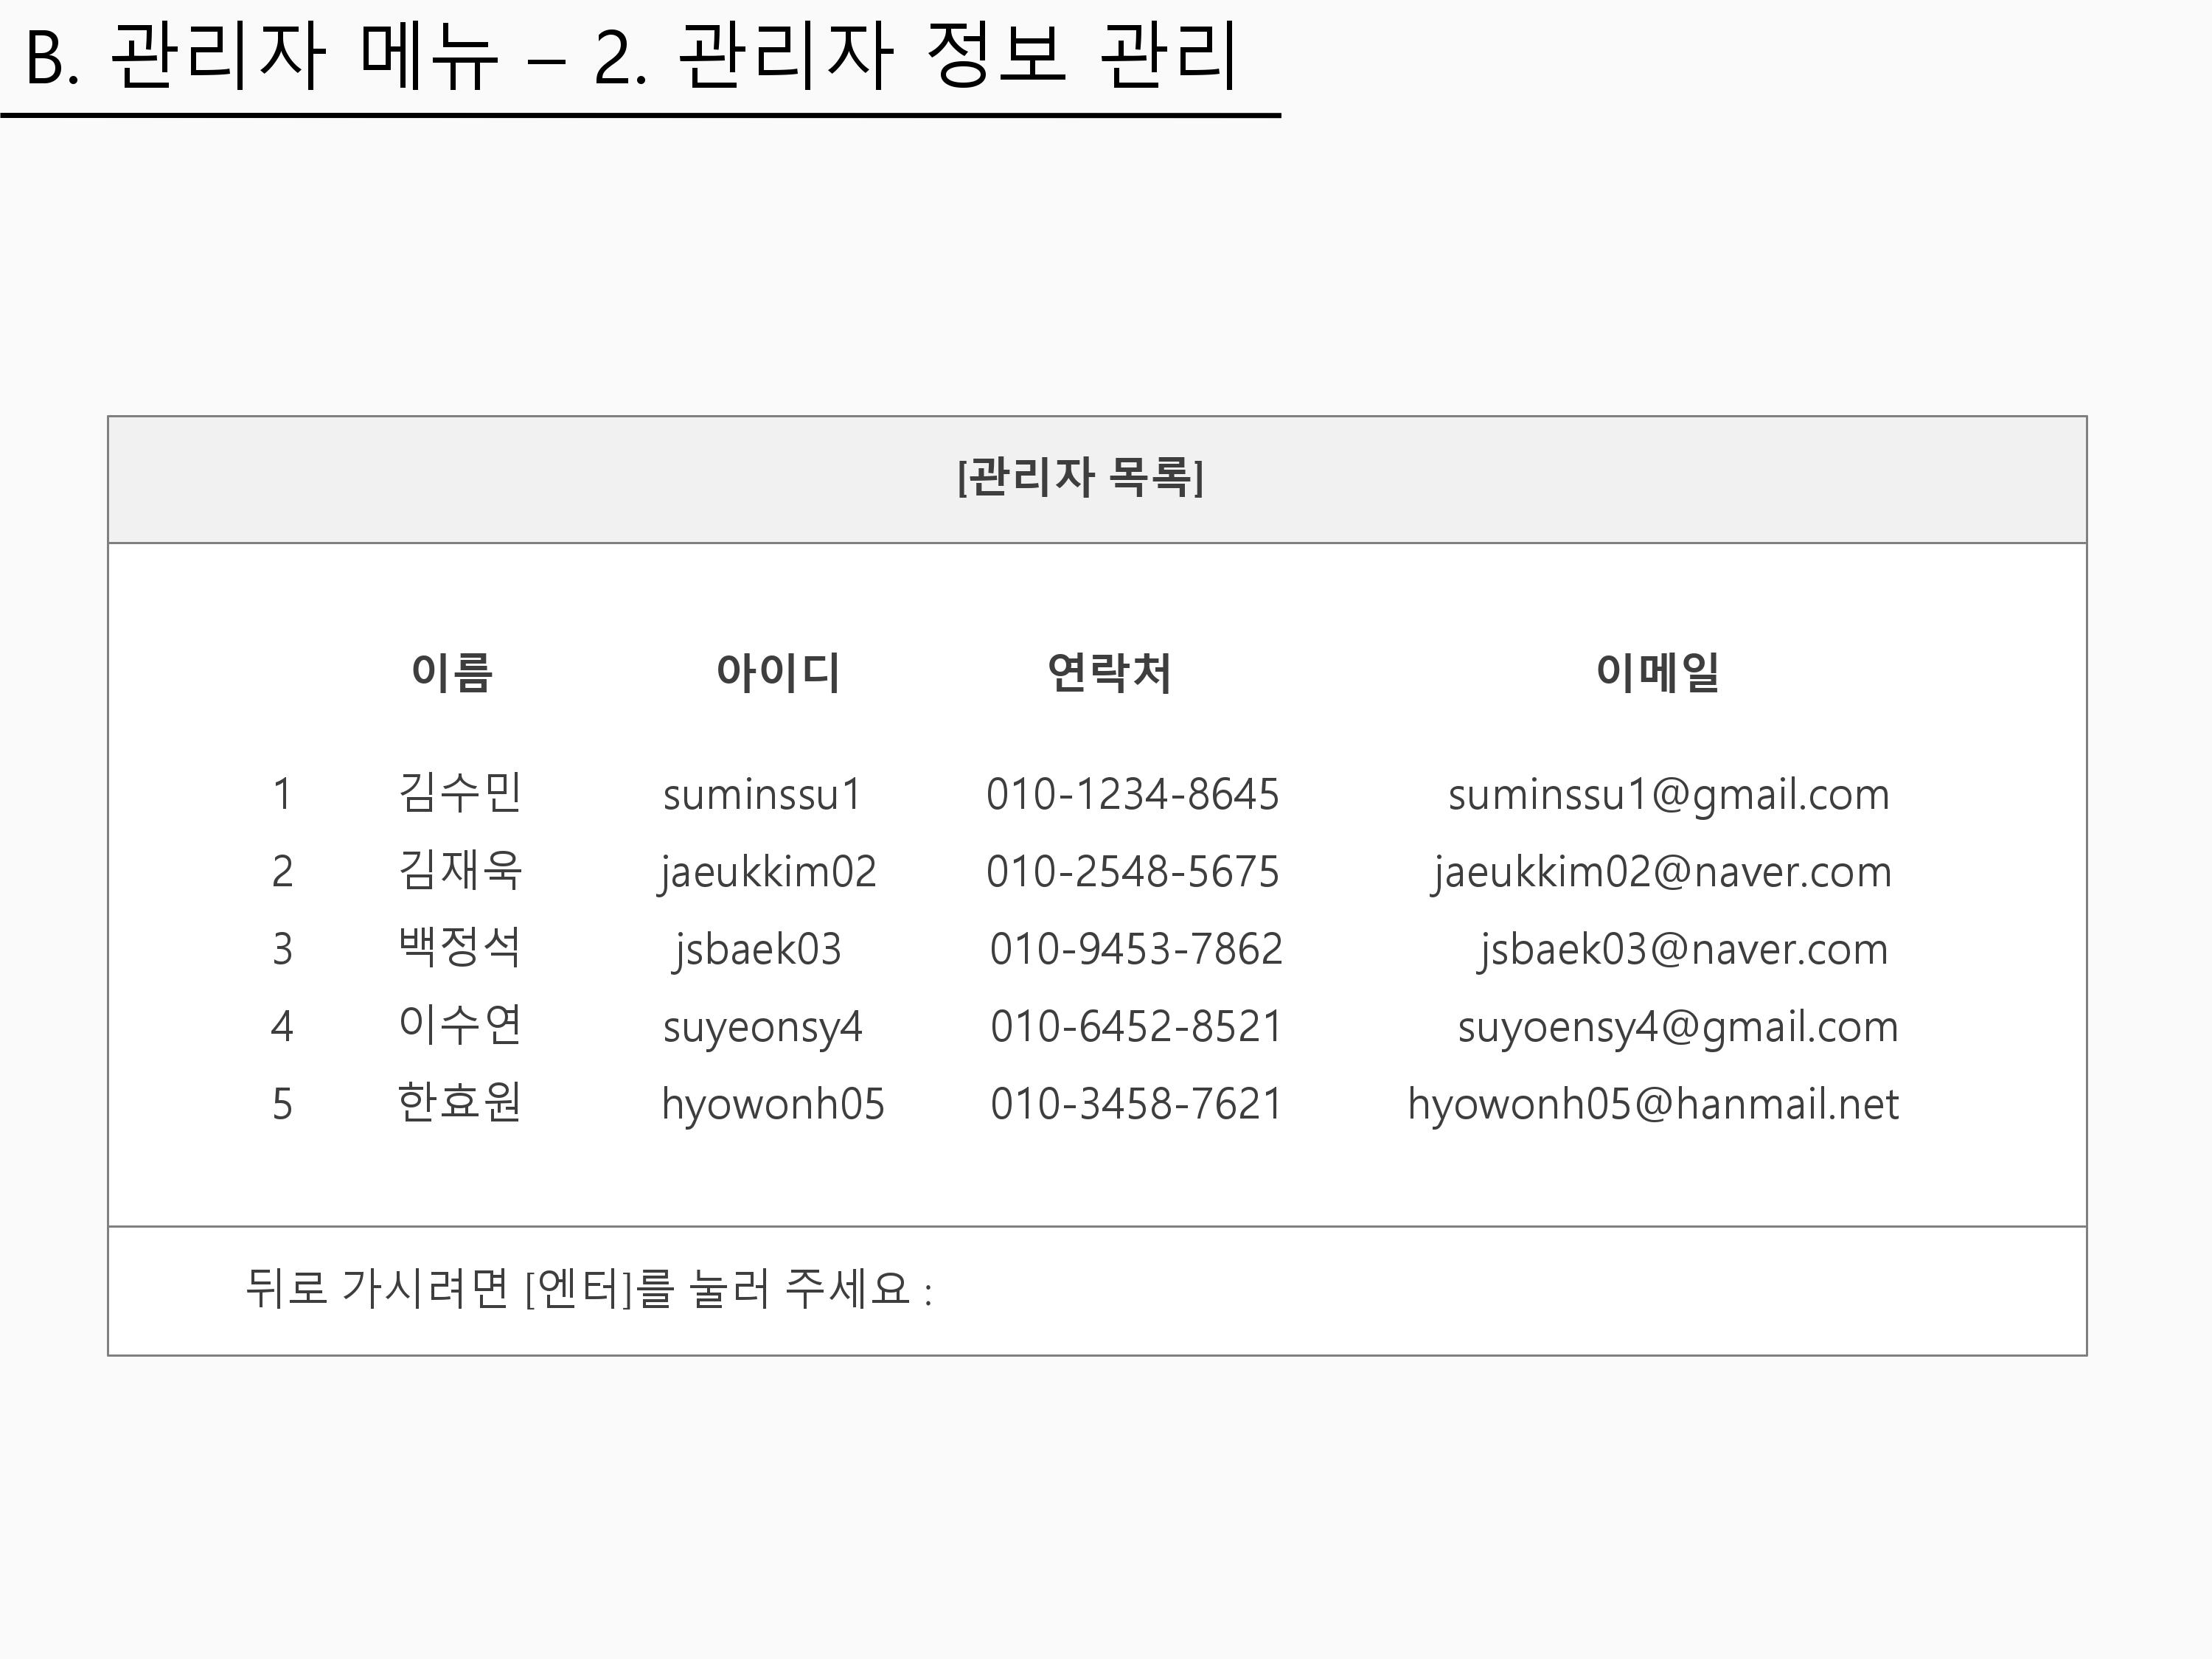 B. 관리자 메뉴 – 2. 관리자 정보 관리
[관리자 목록]
이름 아이디 연락처 이메일
1 김수민 suminssu1 010-1234-8645 suminssu1@gmail.com
2 김재욱 jaeukkim02 010-2548-5675 jaeukkim02@naver.com
3 백정석 jsbaek03 010-9453-7862 jsbaek03@naver.com
4 이수연 suyeonsy4 010-6452-8521 suyoensy4@gmail.com
5 한효원 hyowonh05 010-3458-7621 hyowonh05@hanmail.net
뒤로 가시려면 [엔터]를 눌러 주세요 :